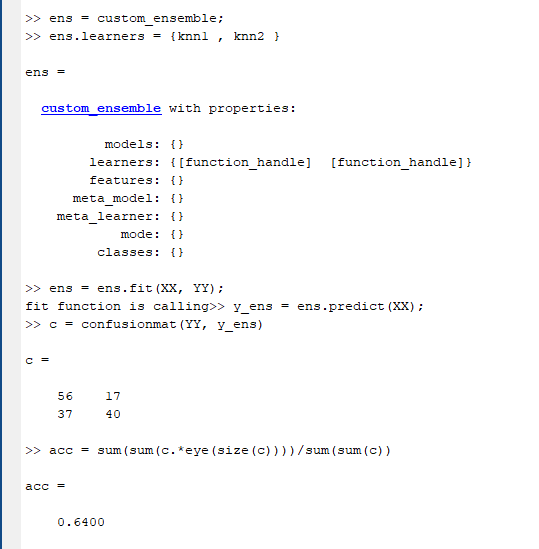 >> ens = custom_ensemble;
>> ens.learners = {knn1 , knn2 }
ens =
custom_ensemble with properties:
models: {}
learners: {[function_handle]  [function_handle]}
features: {}
meta_model: {}
meta_learner: {}
mode: {}
classes: {}
>> ens = ens.fit(XX, YY);
fit function is calling>> y_ens = ens.predict(XX);
>> c = confusionmat(YY, y_ens)
c =
56 17
37 40
>> acc = sum(sum(c.*eye(size(c))))/sum(sum(c))
acc =
0.6400